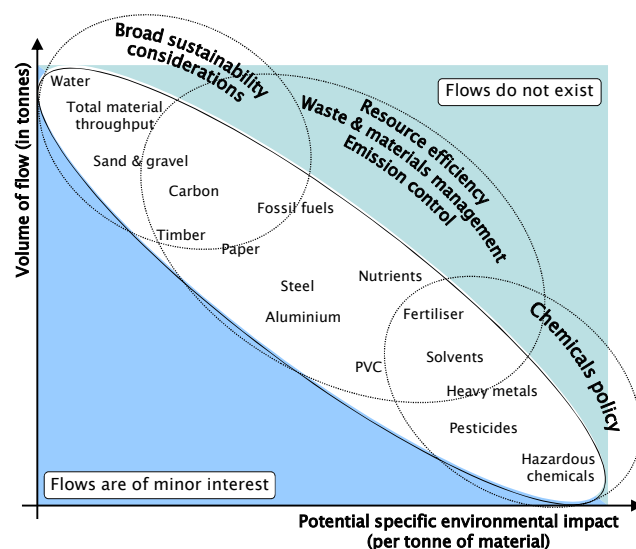 Broad sustainability
considerations
Volume of flow (in tonnes)
Water
Total material
throughput
Flows do not exist
Resource efficiency
Waste & materials management
Emission control
Sand & gravel
Carbon
Fossil fuels
Timber
Paper
Nutrients
Steel
Aluminium
Fertiliser
Chemicals policy
PVC
Solvents
Heavy metals
Pesticides
Hazardous
chemicals
Flows are of minor interest
Potential specific environmental impact
(per tonne of material)